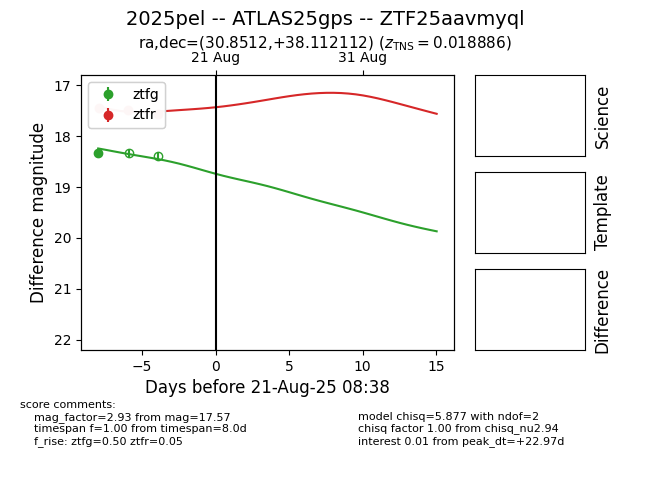 2025pel -- ATLAS25gps -- ZTF25aavmyql
ra,dec=(30.8512,+38.112112) (z_TNS = 0.018886)
21 Aug 31 Aug
ztfg
ztfr
17
18
19
20
21
22
Difference magnitude
−5 0 5 10 15
Days before 21-Aug-25 08:38
Science
Template
Difference
score comments:
mag_factor=2.93 from mag=17.57
timespan f=1.00 from timespan=8.0d
f_rise: ztfg=0.50 ztfr=0.05
model chisq=5.877 with ndof=2
chisq factor 1.00 from chisq_nu2.94
interest 0.01 from peak_dt=+22.97d